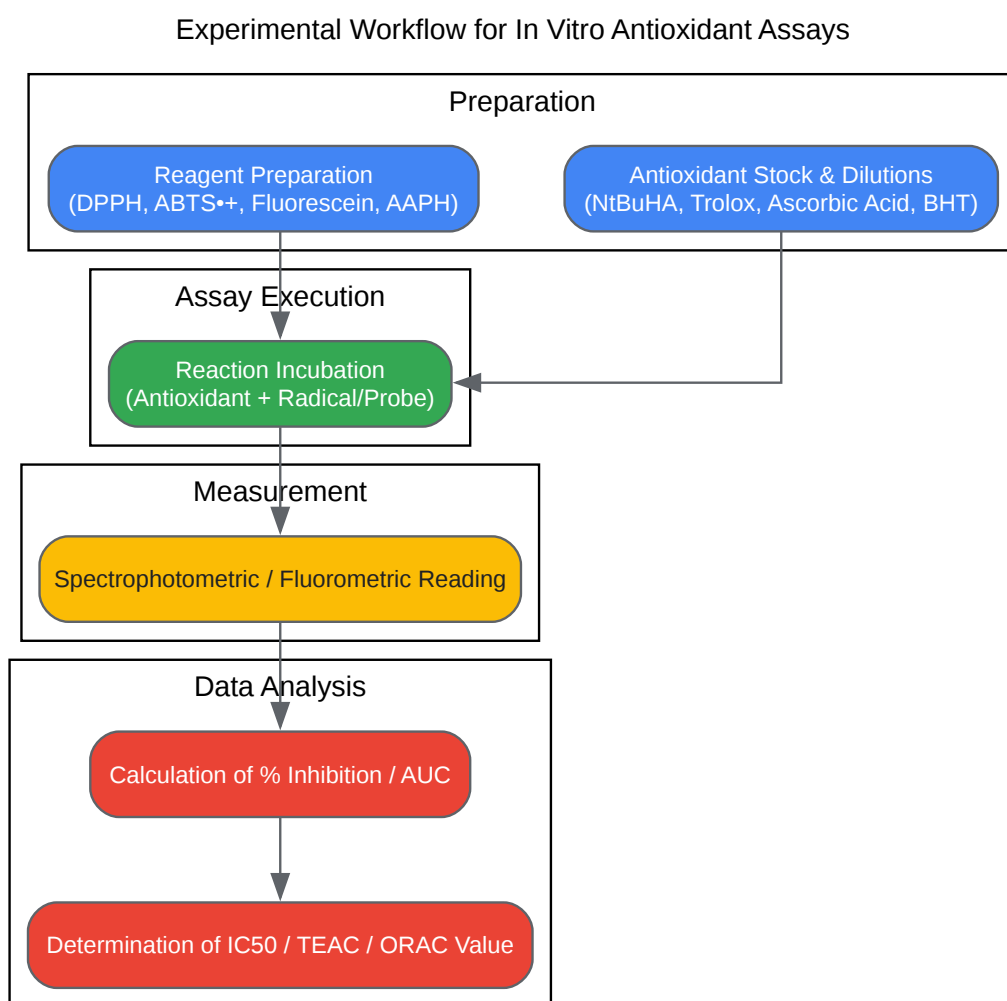 Experimental Workflow for In Vitro Antioxidant Assays
Preparation
Reagent Preparation
(DPPH, ABTS•+, Fluorescein, AAPH)
Antioxidant Stock & Dilutions
(NtBuHA, Trolox, Ascorbic Acid, BHT)
Assay Execution
Reaction Incubation
(Antioxidant + Radical/Probe)
Measurement
Spectrophotometric / Fluorometric Reading
Data Analysis
Calculation of % Inhibition / AUC
Determination of IC50 / TEAC / ORAC Value